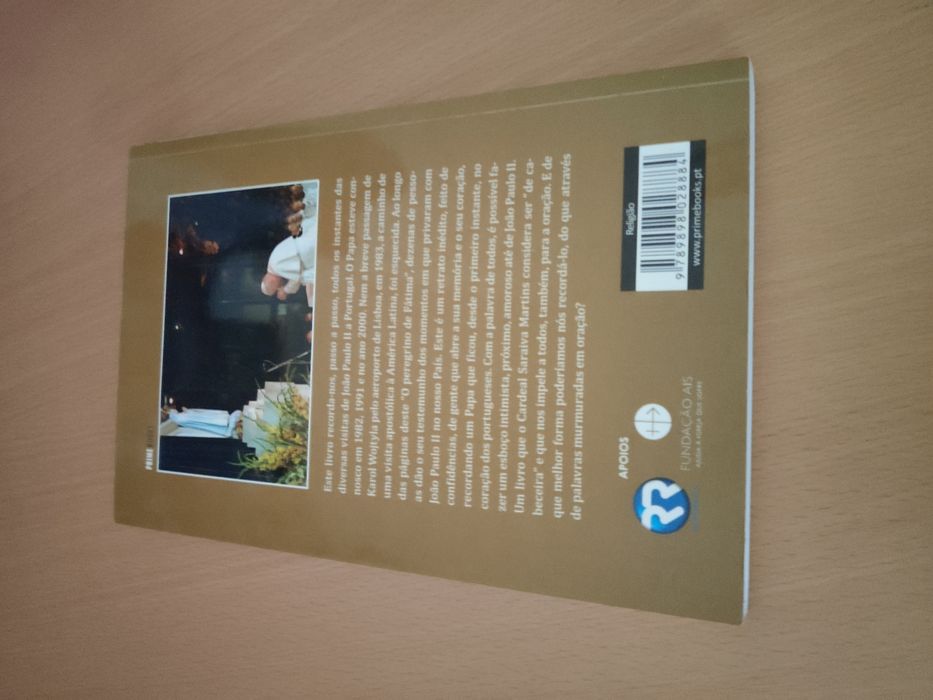 PRIME BOOKS
Este livro recorda-nos, passo a passo, todos os instantes das
diversas visitas de João Paulo II a Portugal. O Papa esteve con-
nosco em 1982, 1991 e no ano 2000. Nem a breve passagem de
Karol Wojtyla pelo aeroporto de Lisboa, em 1983, a caminho de
uma visita apostólica à América Latina, foi esquecida. Ao longo
das páginas deste "O peregrino de Fátima", dezenas de pesso-
as dão o seu testemunho dos momentos em que privaram com
João Paulo II no nosso País. Este é um retrato inédito, feito de
confidências, de gente que abre a sua memória e o seu coração,
recordando um Papa que ficou, desde o primeiro instante, no
coração dos portugueses. Com a palavra de todos, é possível fa-
zer um esboço intimista, próximo, amoroso até de João Paulo II.
Um livro que o Cardeal Saraiva Martins considera ser "de ca-
beceira" e que nos impele a todos, também, para a oração. E de
que melhor forma poderíamos nós recordá-lo, do que através
de palavras murmuradas em oração?
APOIOS
RR
FUNDAÇÃO AIS
AJUDA À IGREJA QUE SOFRE
Religião
9 789898 028884
www.primebooks.pt